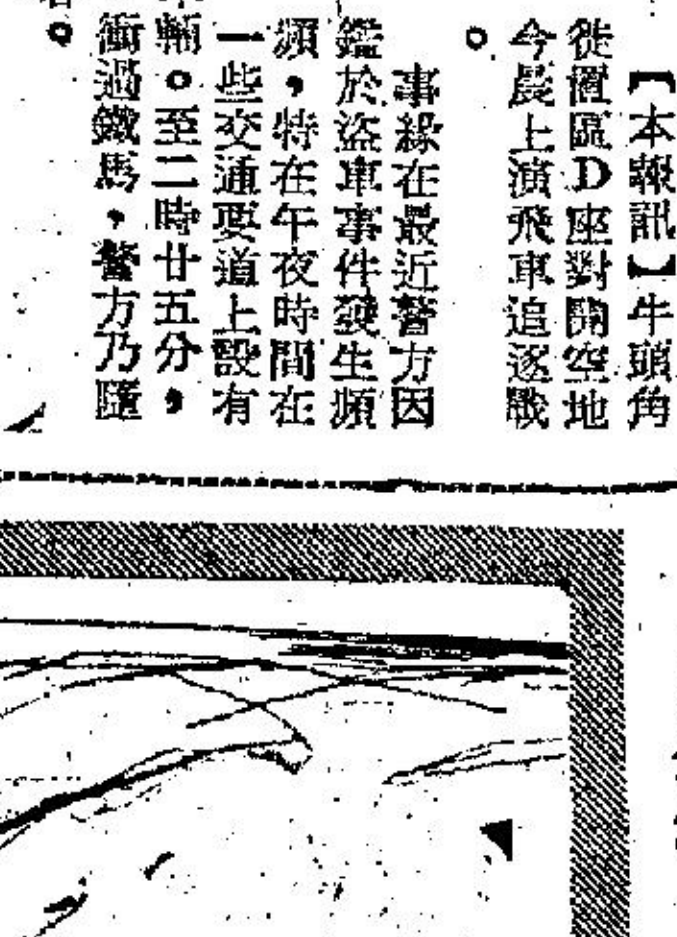 【本報訊】牛頭角
徙置區D座對開空地
今晨上演飛車追逐戰
。
事緣在最近警方因
鑑於盜車事件發生頻
頻，特在午夜時間在
一些交通要道上設有
輛。至二時廿五分，
衝過鐵馬，警方乃隨
。